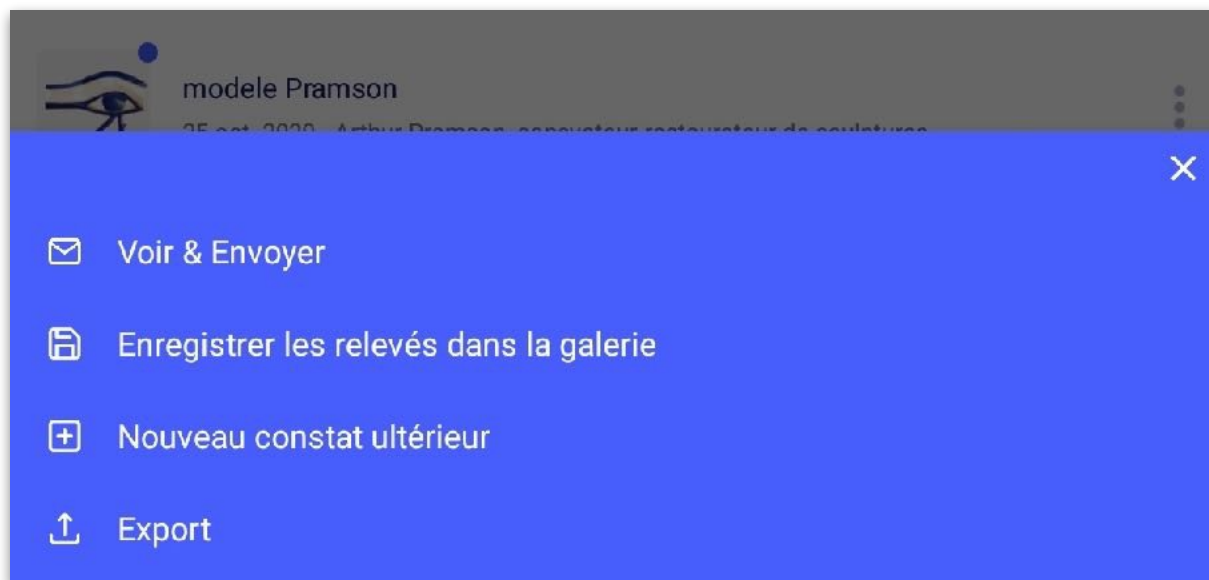 modele Pramson
Voir & Envoyer
Enregistrer les relevés dans la galerie
Nouveau constat ultérieur
Export